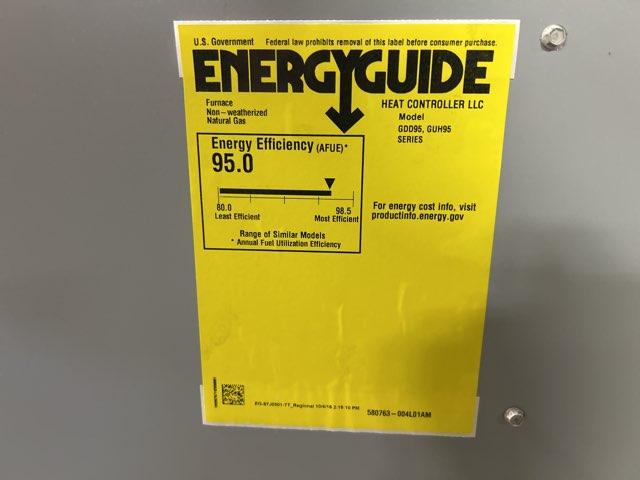 U.S. Government Federal law prohibits removal of this label before consumer purchase.
ENERGYGUIDE
Furnace
Non-weatherized
Natural Gas
HEAT CONTROLLER LLC
Model
GDD95, GUH95
SERIES
Energy Efficiency (AFUE)*
95.0
80.0
Least Efficient
98.5
Most Efficient
Range of Similar Models
* Annual Fuel Utilization Efficiency
For energy cost info, visit
productinfo.energy.gov
580763-004L01AM